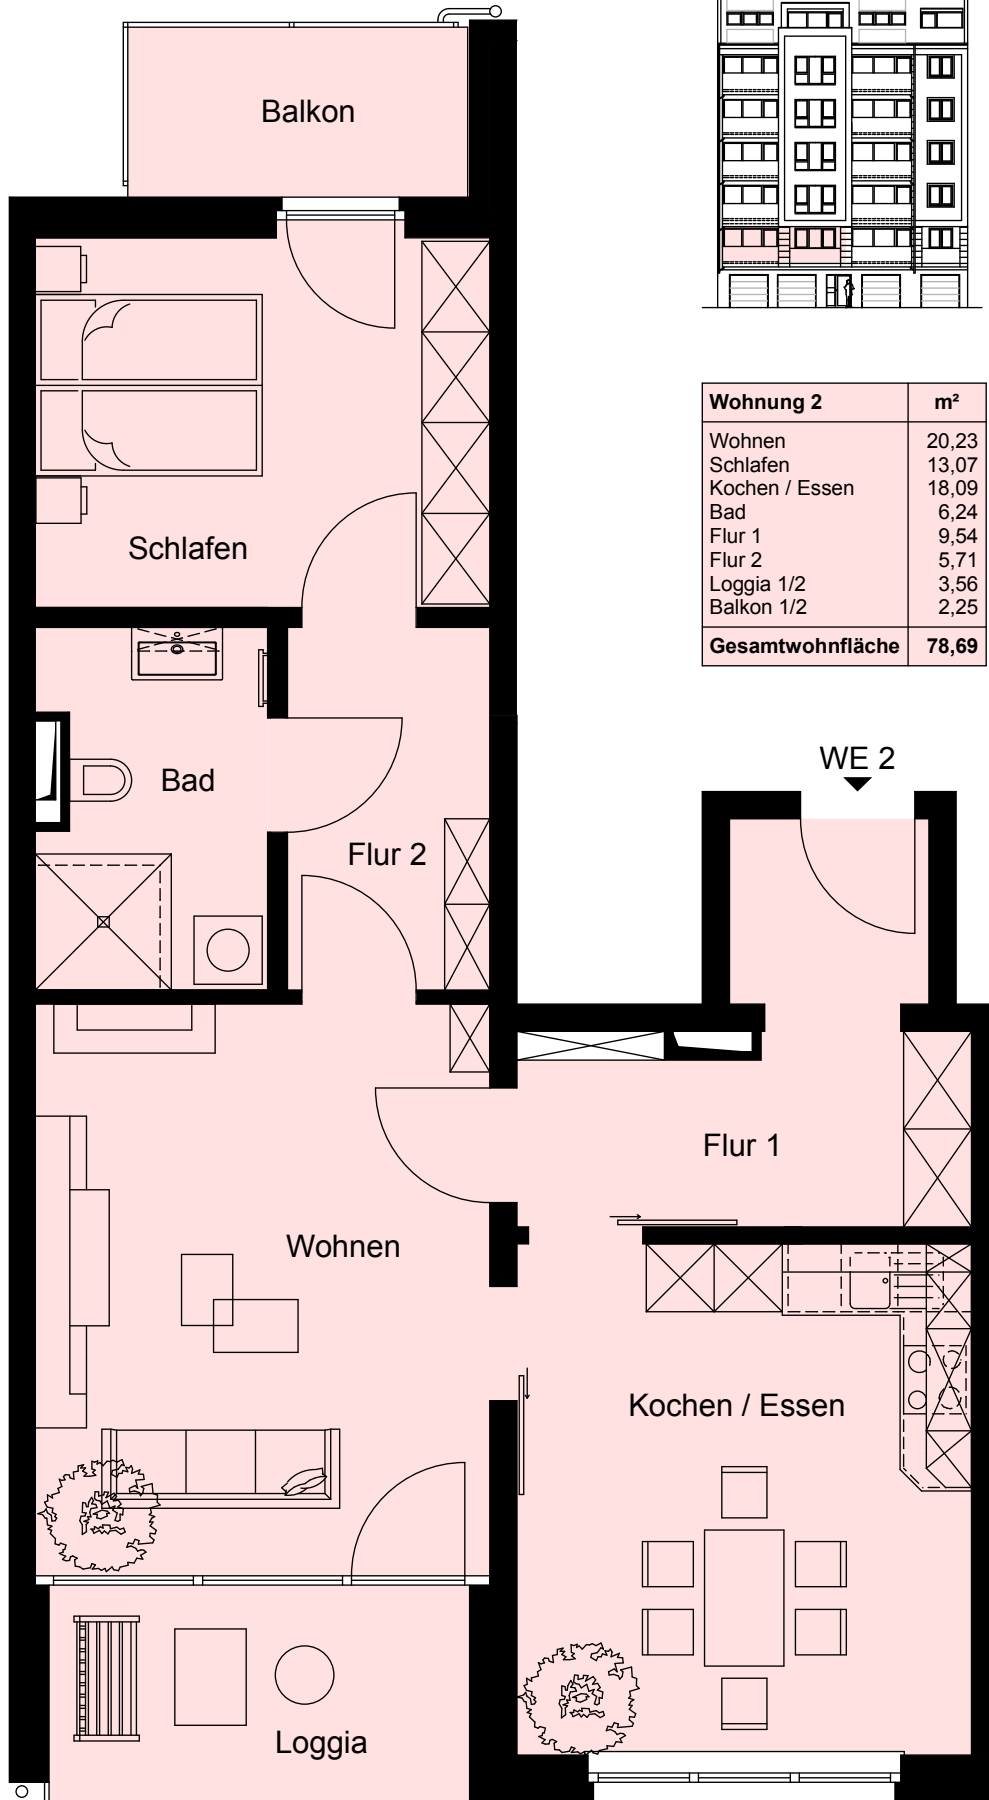 Balkon
Wohnung 2 m²
Wohnen 20,23
Schlafen 13,07
Kochen / Essen 18,09
Bad 6,24
Flur 1 9,54
Flur 2 5,71
Loggia 1/2 3,56
Balkon 1/2 2,25
Gesamtwohnfläche 78,69
Schlafen
WE 2
Bad
Flur 2
Flur 1
Wohnen
Kochen / Essen
Loggia